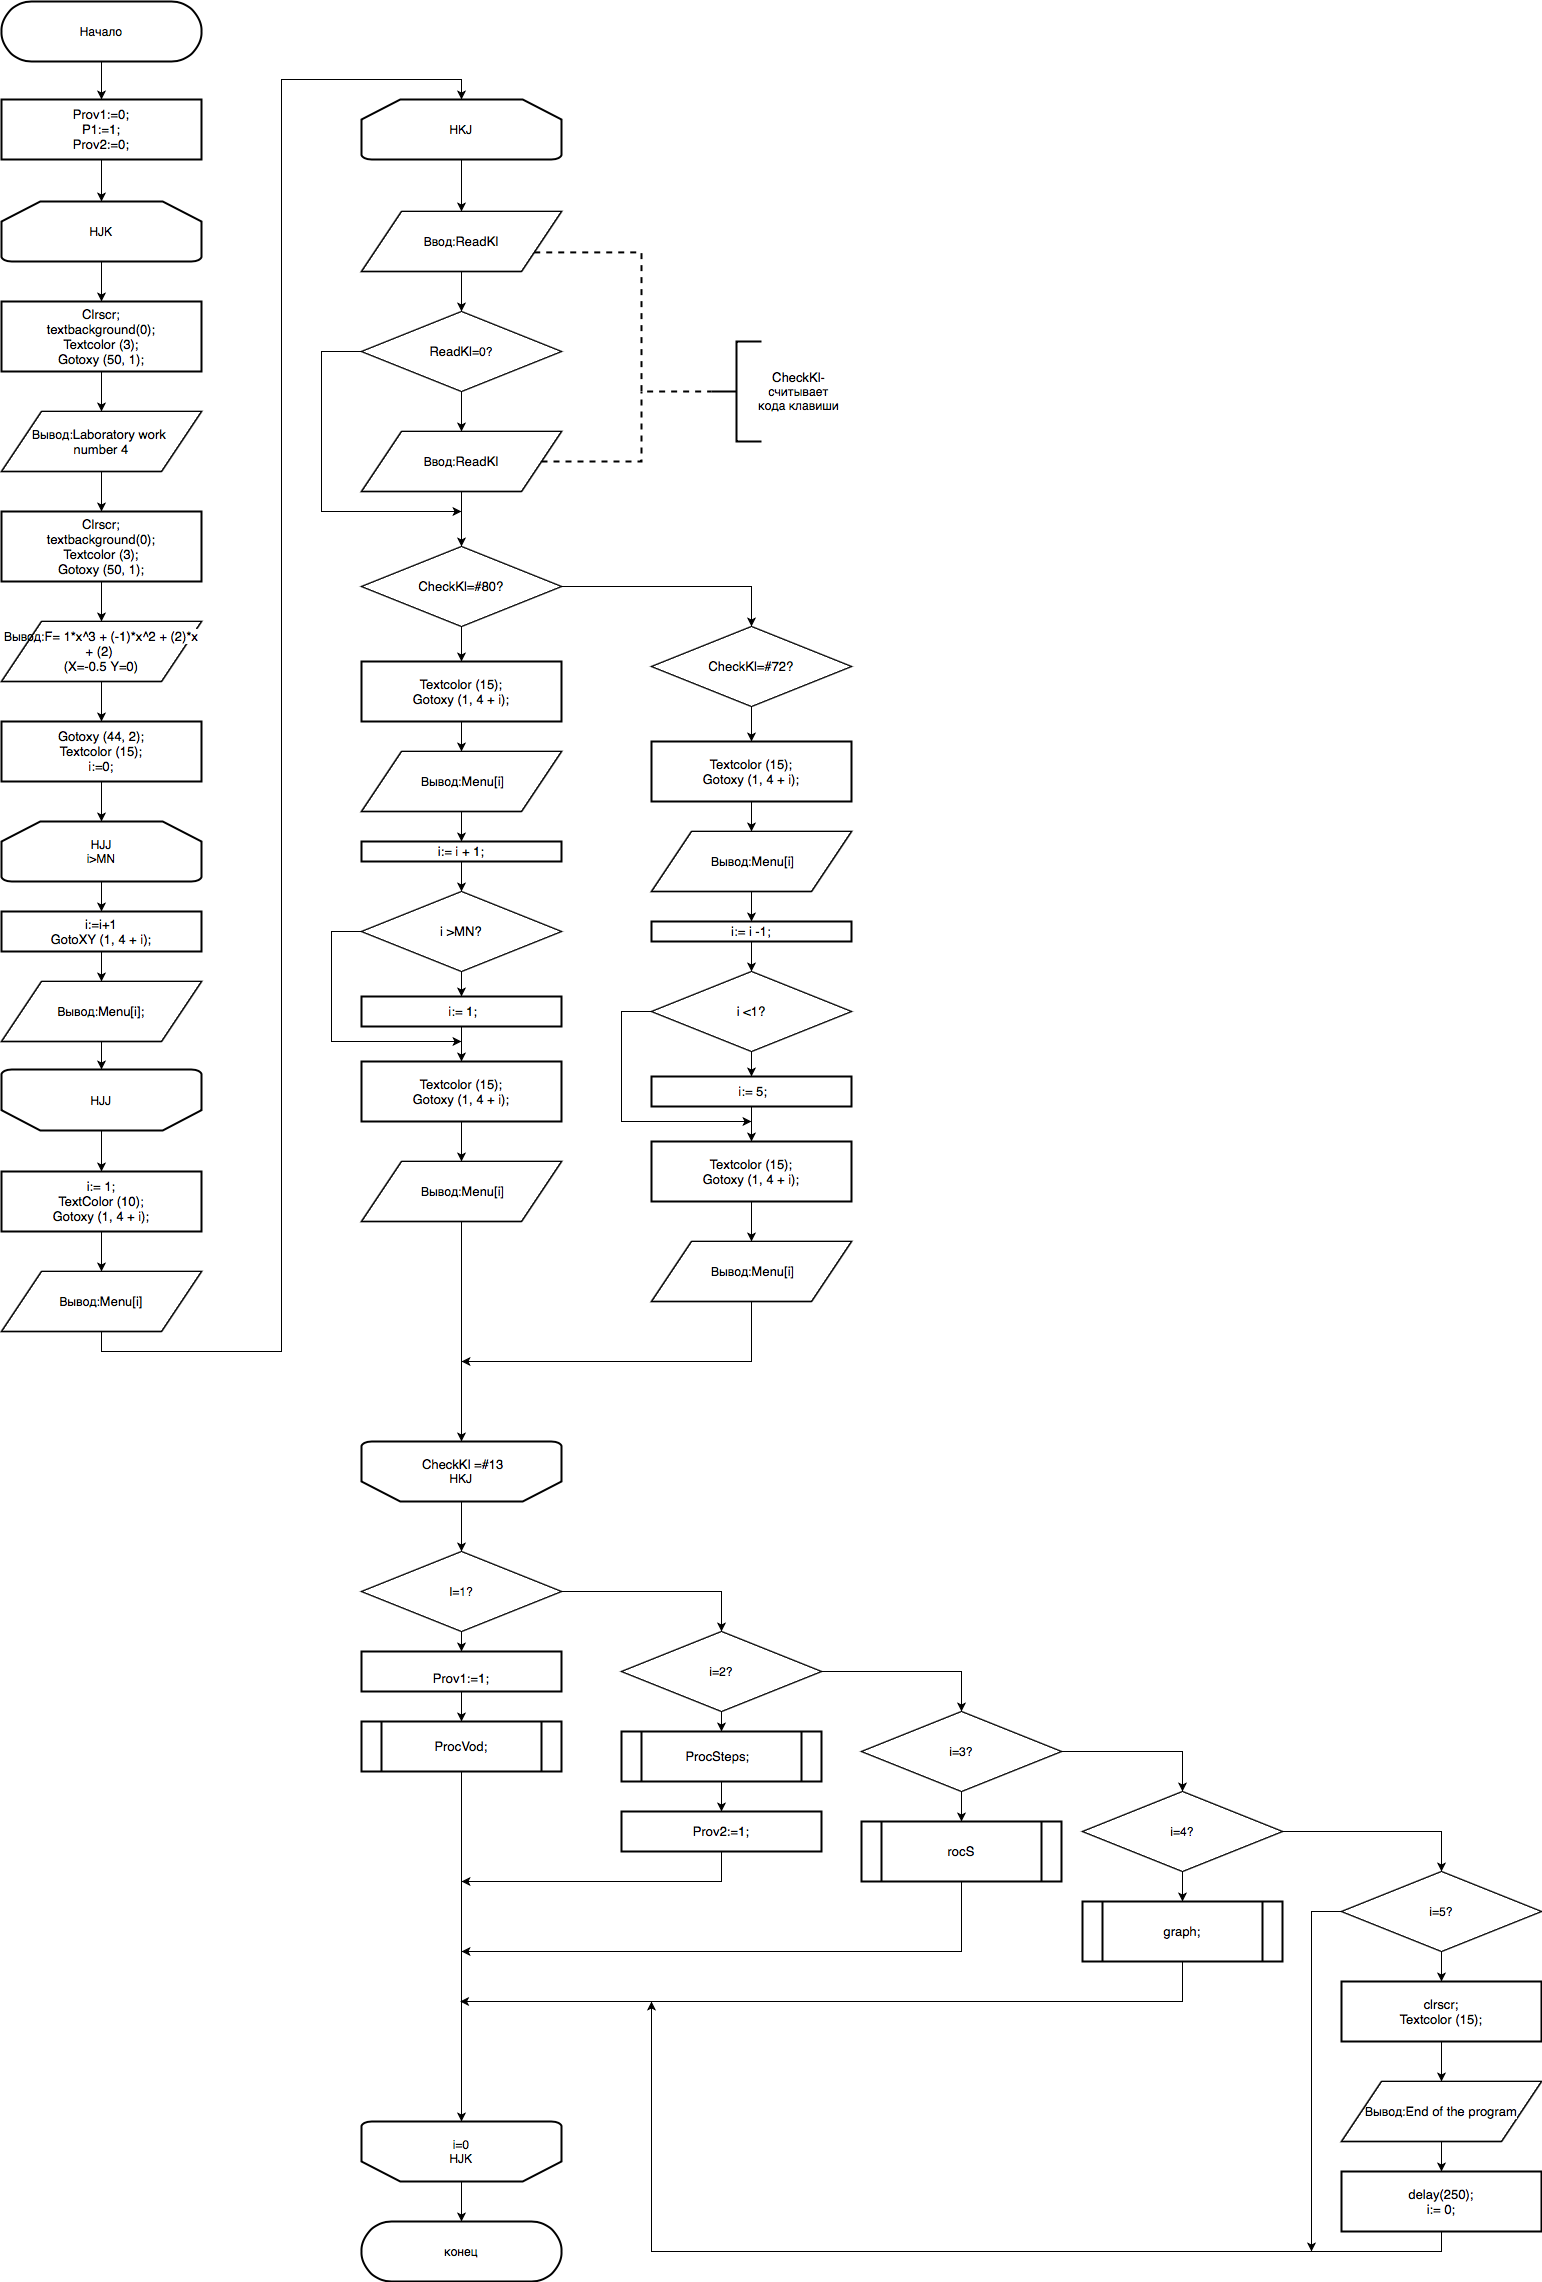 Начало
Prov1:=0;
P1:=1;
Prov2:=0;
HJK
Clrscr;
textbackground(0);
Textcolor (3);
Gotoxy (50, 1);
Вывод:Laboratory work
number 4
Clrscr;
textbackground(0);
Textcolor (3);
Gotoxy (50, 1);
Вывод:F= 1*x^3 + (-1)*x^2 + (2)*x
+ (2)
(X=-0.5 Y=0)
Gotoxy (44, 2);
Textcolor (15);
i:=0;
HJJ
i>MN
i:=i+1
GotoXY (1, 4 + i);
Вывод:Menu[i];
HJJ
i:= 1;
TextColor (10);
Gotoxy (1, 4 + i);
Вывод:Menu[i]
HKJ
Ввод:ReadKl
ReadKl=0?
Ввод:ReadKl
CheckKl-
считывает
кода клавиши
CheckKl=#80?
Textcolor (15);
Gotoxy (1, 4 + i);
Вывод:Menu[i]
i:= i + 1;
i >MN?
i:= 1;
Textcolor (15);
Gotoxy (1, 4 + i);
Вывод:Menu[i]
CheckKl=#72?
Textcolor (15);
Gotoxy (1, 4 + i);
Вывод:Menu[i]
i:= i -1;
i <1?
i:= 5;
Textcolor (15);
Gotoxy (1, 4 + i);
Вывод:Menu[i]
CheckKl =#13
HKJ
I=1?
Prov1:=1;
ProcVod;
i=2?
ProcSteps;
Prov2:=1;
i=3?
rocS
i=4?
graph;
i=5?
clrscr;
Textcolor (15);
Вывод:End of the program
delay(250);
i:= 0;
i=0
HJK
конец